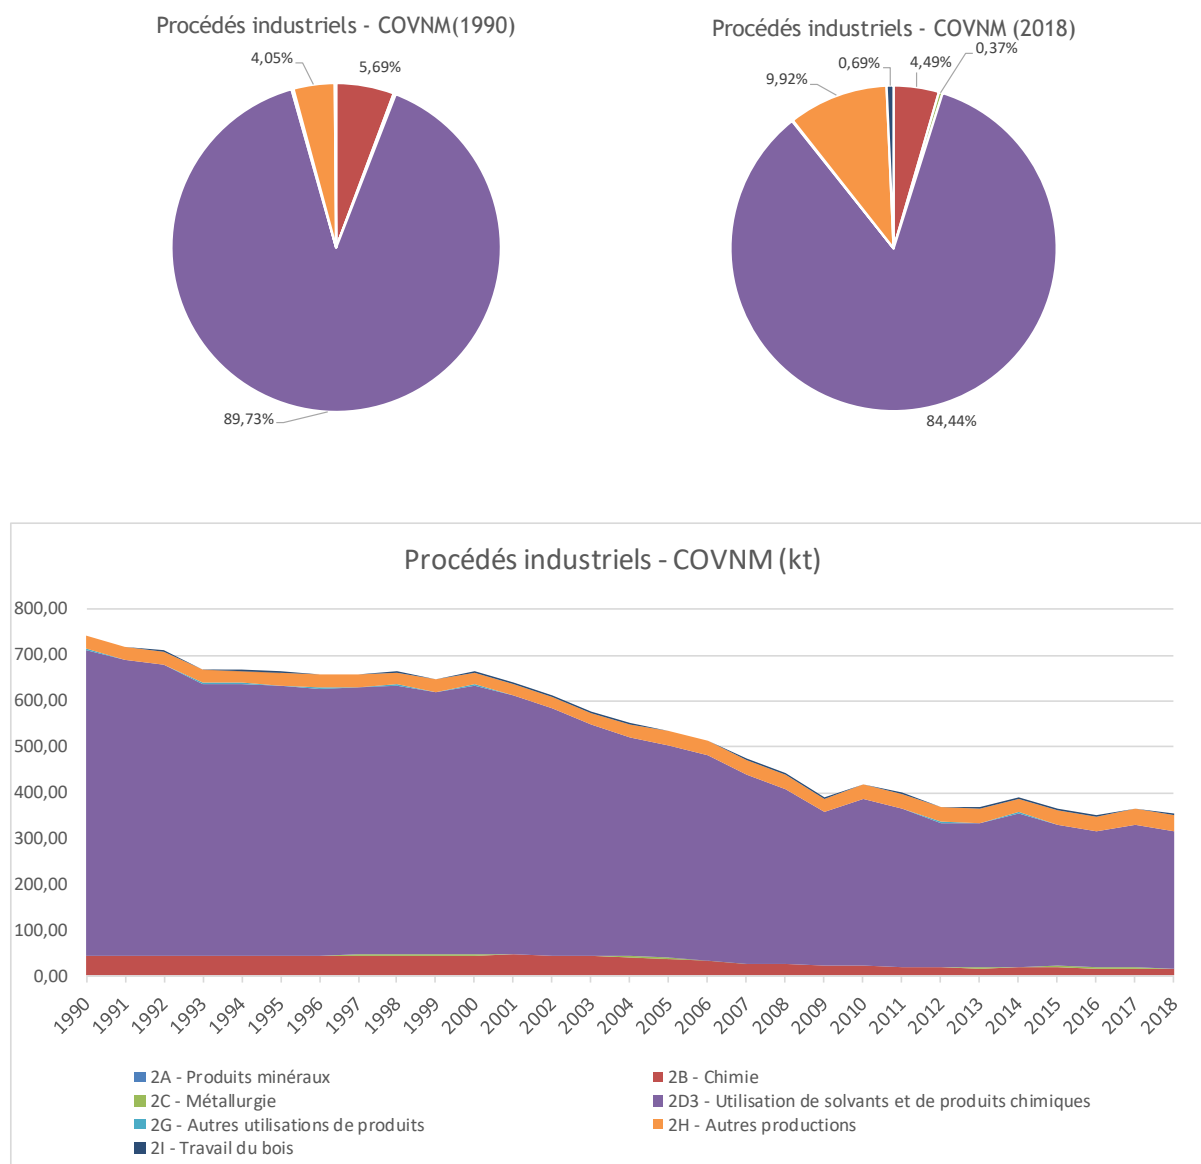 Procédés industriels - COVNM(1990)
4,05%
5,69%
89,73%
Procédés industriels - COVNM (2018)
9,92%
0,69%
4,49%
0,37%
84,44%
Procédés industriels - COVNM (kt)
800,00
700,00
600,00
500,00
400,00
300,00
200,00
100,00
0,00
1990 1991 1992 1993 1994 1995 1996 1997 1998 1999 2000 2001 2002 2003 2004 2005 2006 2007 2008 2009 2010 2011 2012 2013 2014 2015 2016 2017 2018
2A - Produits minéraux
2B - Chimie
2C - Métallurgie
2D3 - Utilisation de solvants et de produits chimiques
2G - Autres utilisations de produits
2H - Autres productions
2I - Travail du bois